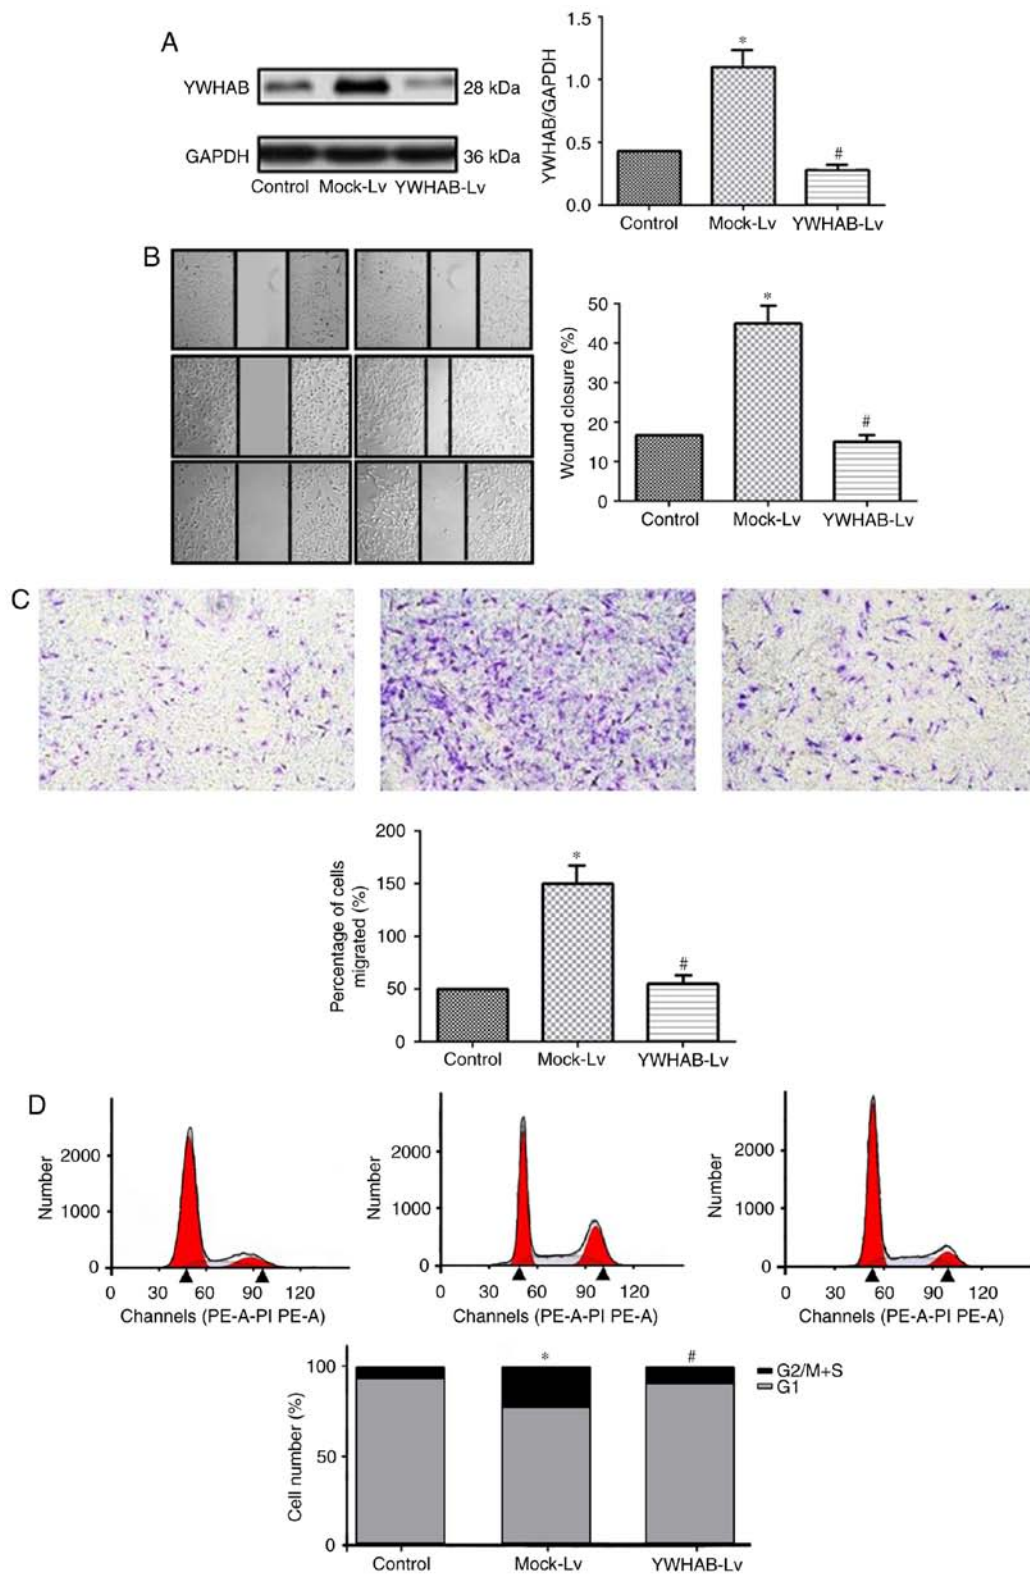 A
YWHAB
28 kDa
GAPDH
36 kDa
Control Mock-Lv YWHAB-Lv
YWHAB/GAPDH
1.5
1.0
0.5
0.0
*
#
Control Mock-Lv YWHAB-Lv
B
Wound closure (%)
50
40
30
20
10
0
*
#
Control Mock-Lv YWHAB-Lv
C
Percentage of cells
migrated (%)
200
150
100
50
0
*
#
Control Mock-Lv YWHAB-Lv
D
Number
2000
1000
0
0 30 60 90 120
Channels (PE-A-PI PE-A)
Number
2000
1000
0
0 30 60 90 120
Channels (PE-A-PI PE-A)
Number
2000
1000
0
0 30 60 90 120
Channels (PE-A-PI PE-A)
Cell number (%)
100
50
0
*
#
G2/M+S
G1
Control Mock-Lv YWHAB-Lv